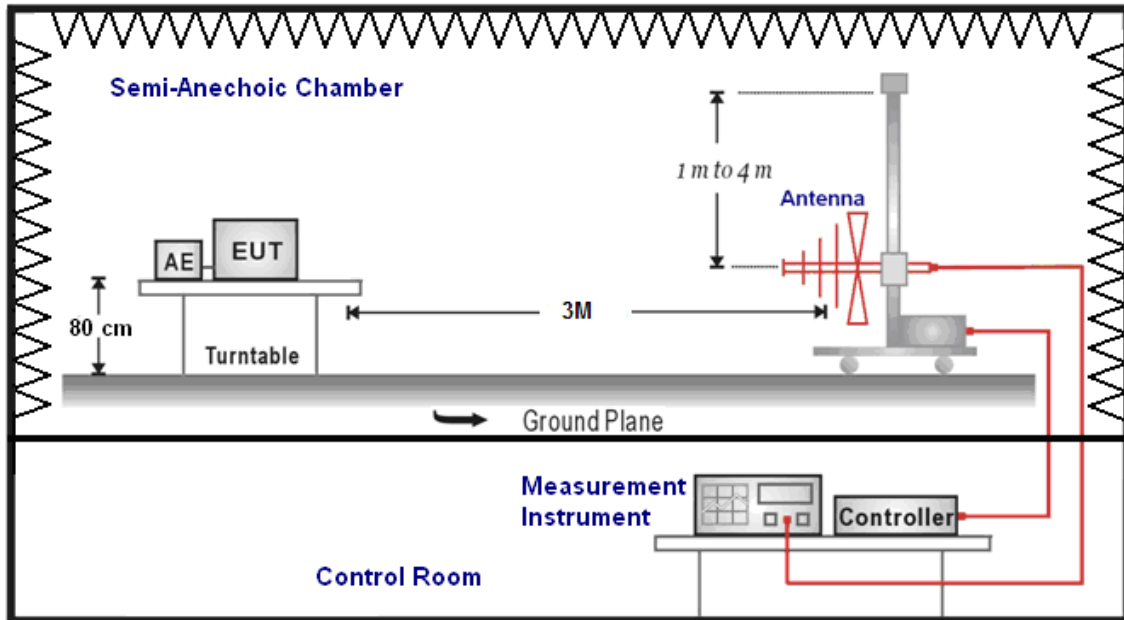 Semi-Anechoic Chamber
1 m to 4 m
Antenna
AE
EUT
80 cm
3M
Turntable
Ground Plane
Measurement
Instrument
Controller
Control Room